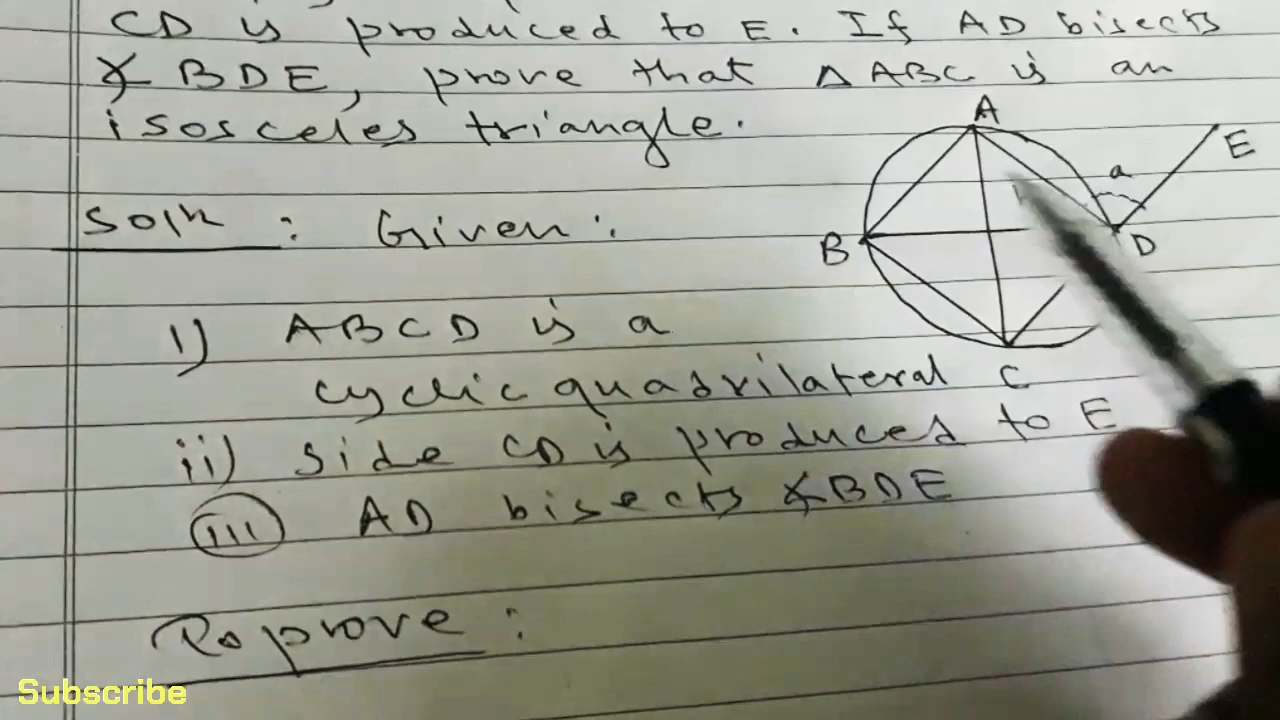 CD is produced to E. If AD bisects
∡ BDE, prove that △ABC is an
isosceles triangle.
A
E
a
B
D
Soln : Given :
i) ABCD is a
cyclic quadrilateral
C
ii) side CD is produced to E
(iii) AD bisects ∡BDE
To prove :
Subscribe